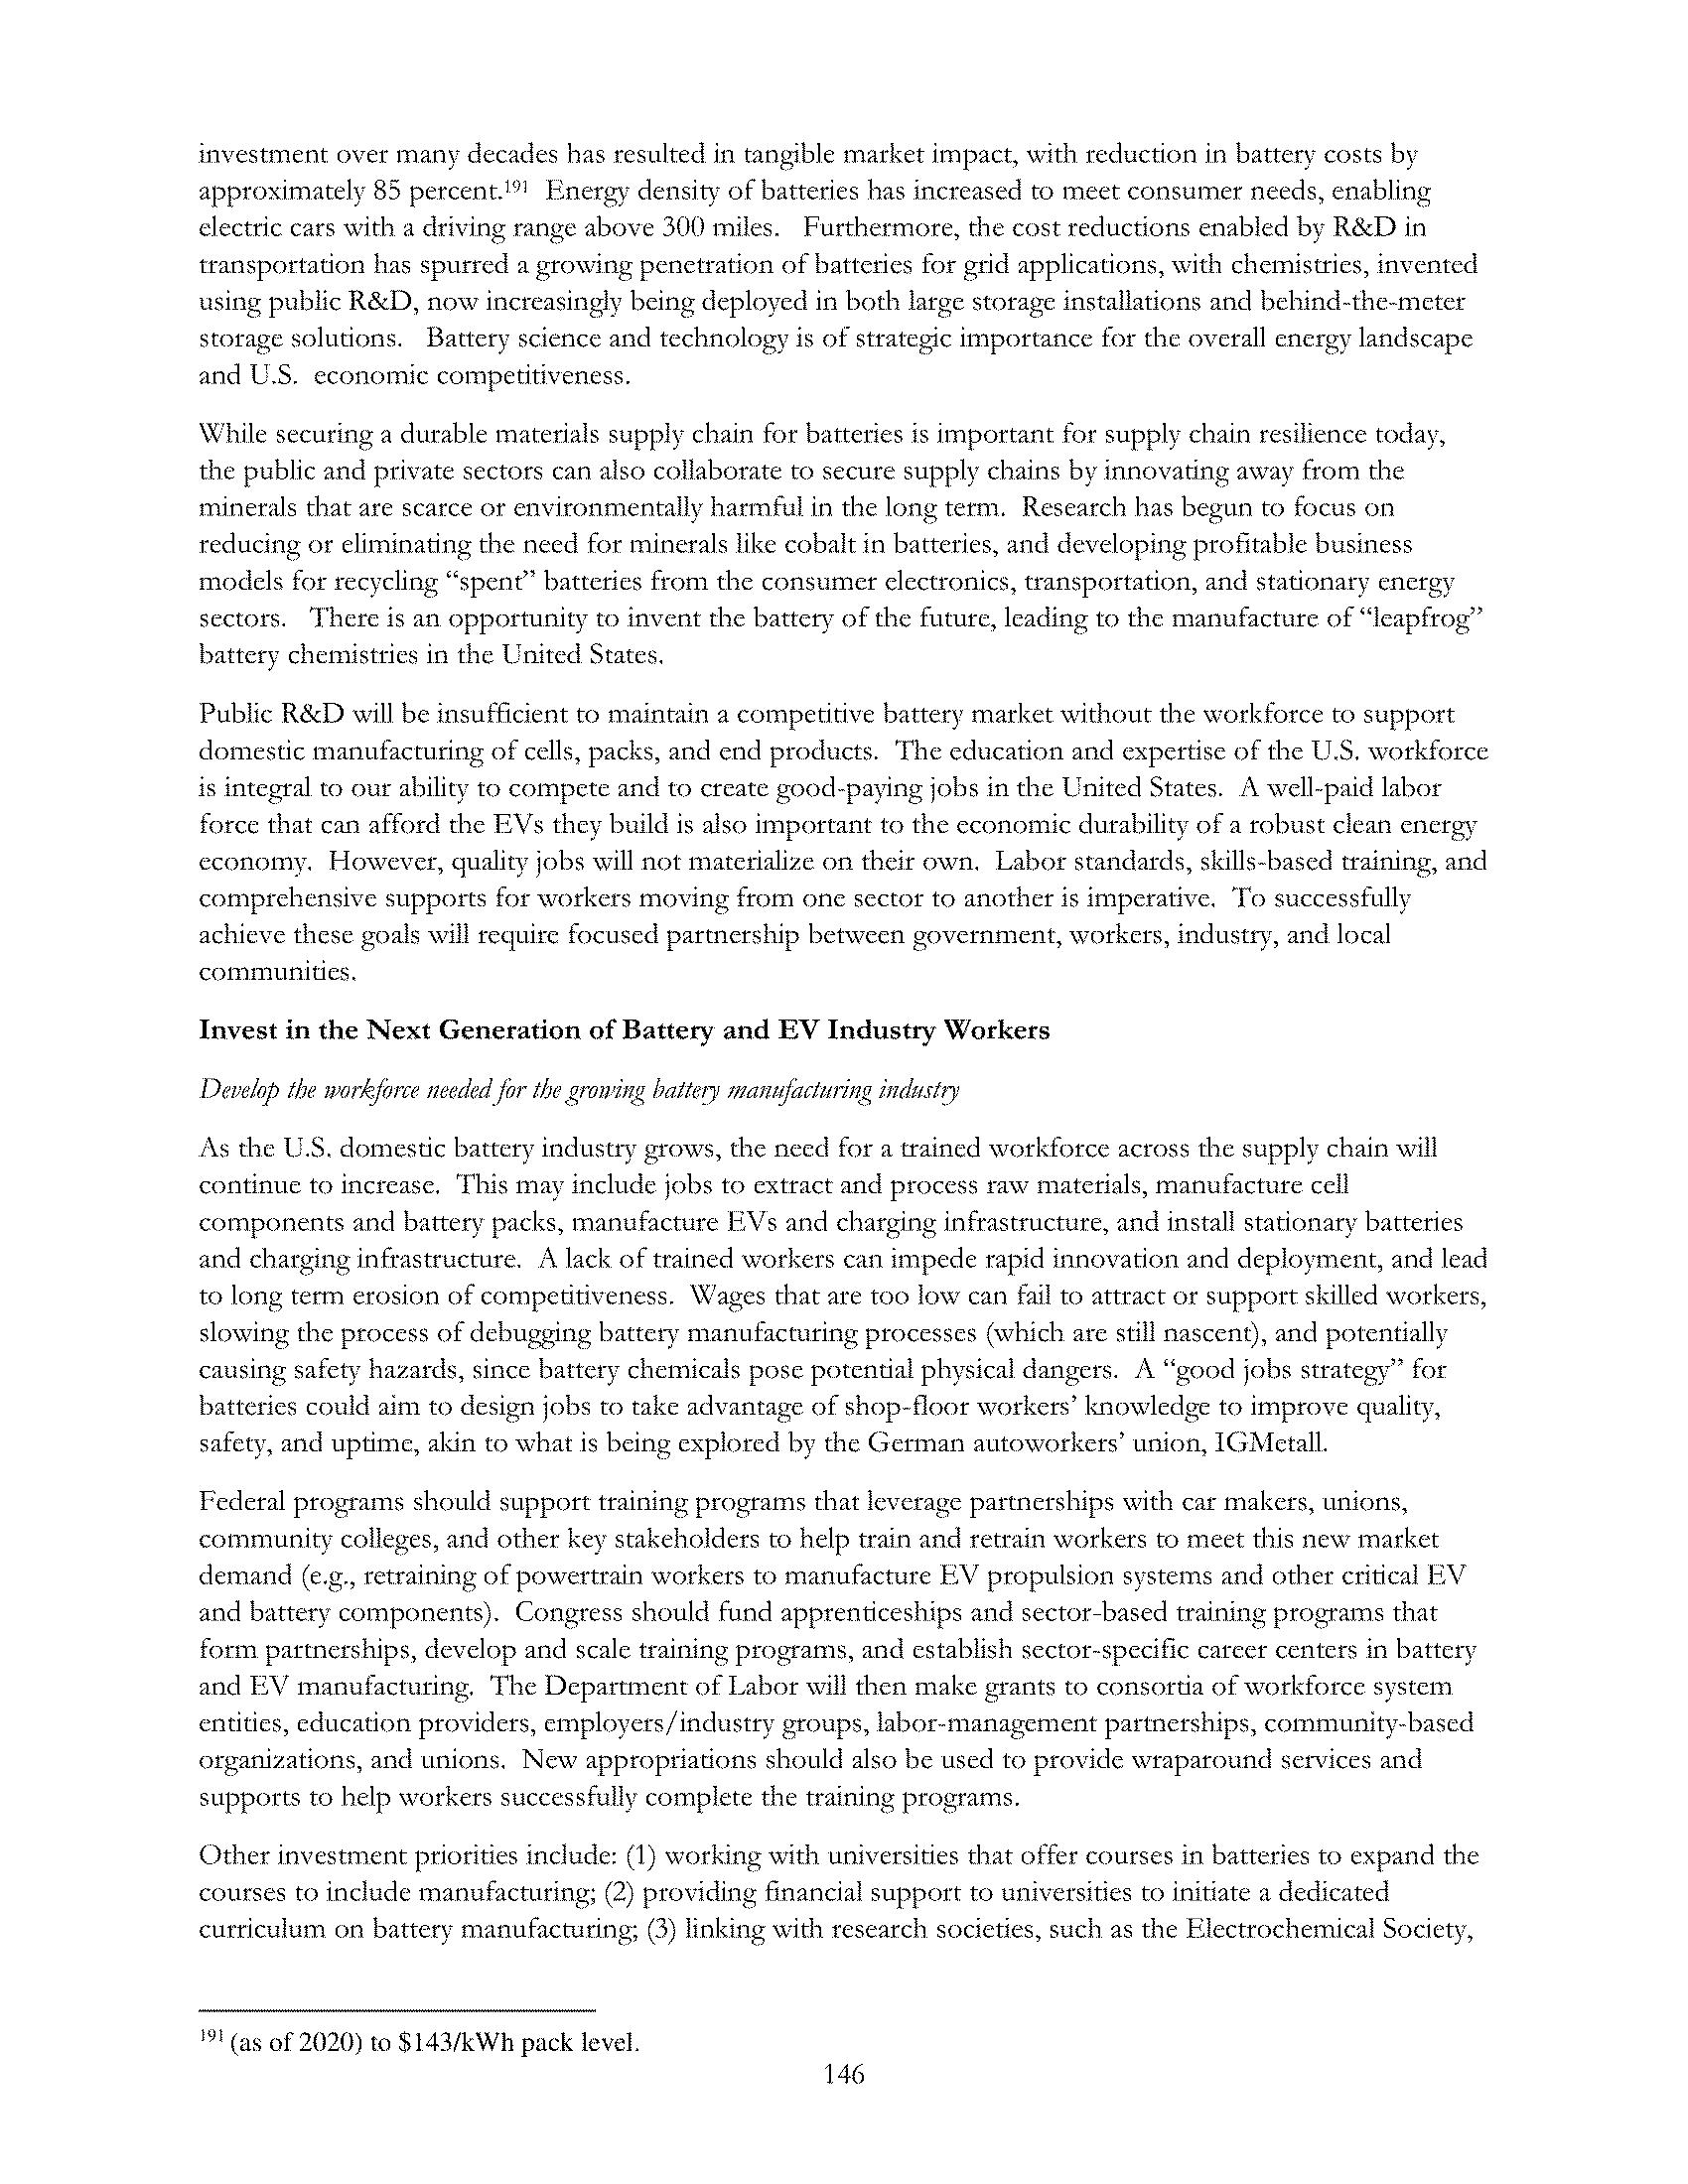 investment over many decades has resulted in tangible market impact, with reduction in battery costs by
approximately 85 percent.¹⁹¹  Energy density of batteries has increased to meet consumer needs, enabling
electric cars with a driving range above 300 miles.   Furthermore, the cost reductions enabled by R&D in
transportation has spurred a growing penetration of batteries for grid applications, with chemistries, invented
using public R&D, now increasingly being deployed in both large storage installations and behind-the-meter
storage solutions.   Battery science and technology is of strategic importance for the overall energy landscape
and U.S.  economic competitiveness.
While securing a durable materials supply chain for batteries is important for supply chain resilience today,
the public and private sectors can also collaborate to secure supply chains by innovating away from the
minerals that are scarce or environmentally harmful in the long term.  Research has begun to focus on
reducing or eliminating the need for minerals like cobalt in batteries, and developing profitable business
models for recycling “spent” batteries from the consumer electronics, transportation, and stationary energy
sectors.   There is an opportunity to invent the battery of the future, leading to the manufacture of “leapfrog”
battery chemistries in the United States.
Public R&D will be insufficient to maintain a competitive battery market without the workforce to support
domestic manufacturing of cells, packs, and end products.  The education and expertise of the U.S. workforce
is integral to our ability to compete and to create good-paying jobs in the United States.  A well-paid labor
force that can afford the EVs they build is also important to the economic durability of a robust clean energy
economy.  However, quality jobs will not materialize on their own.  Labor standards, skills-based training, and
comprehensive supports for workers moving from one sector to another is imperative.  To successfully
achieve these goals will require focused partnership between government, workers, industry, and local
communities.
Invest in the Next Generation of Battery and EV Industry Workers
Develop the workforce needed for the growing battery manufacturing industry
As the U.S. domestic battery industry grows, the need for a trained workforce across the supply chain will
continue to increase.  This may include jobs to extract and process raw materials, manufacture cell
components and battery packs, manufacture EVs and charging infrastructure, and install stationary batteries
and charging infrastructure.  A lack of trained workers can impede rapid innovation and deployment, and lead
to long term erosion of competitiveness.  Wages that are too low can fail to attract or support skilled workers,
slowing the process of debugging battery manufacturing processes (which are still nascent), and potentially
causing safety hazards, since battery chemicals pose potential physical dangers.  A “good jobs strategy” for
batteries could aim to design jobs to take advantage of shop-floor workers’ knowledge to improve quality,
safety, and uptime, akin to what is being explored by the German autoworkers’ union, IGMetall.
Federal programs should support training programs that leverage partnerships with car makers, unions,
community colleges, and other key stakeholders to help train and retrain workers to meet this new market
demand (e.g., retraining of powertrain workers to manufacture EV propulsion systems and other critical EV
and battery components).  Congress should fund apprenticeships and sector-based training programs that
form partnerships, develop and scale training programs, and establish sector-specific career centers in battery
and EV manufacturing.  The Department of Labor will then make grants to consortia of workforce system
entities, education providers, employers/industry groups, labor-management partnerships, community-based
organizations, and unions.  New appropriations should also be used to provide wraparound services and
supports to help workers successfully complete the training programs.
Other investment priorities include: (1) working with universities that offer courses in batteries to expand the
courses to include manufacturing; (2) providing financial support to universities to initiate a dedicated
curriculum on battery manufacturing; (3) linking with research societies, such as the Electrochemical Society,
¹⁹¹ (as of 2020) to $143/kWh pack level.
146